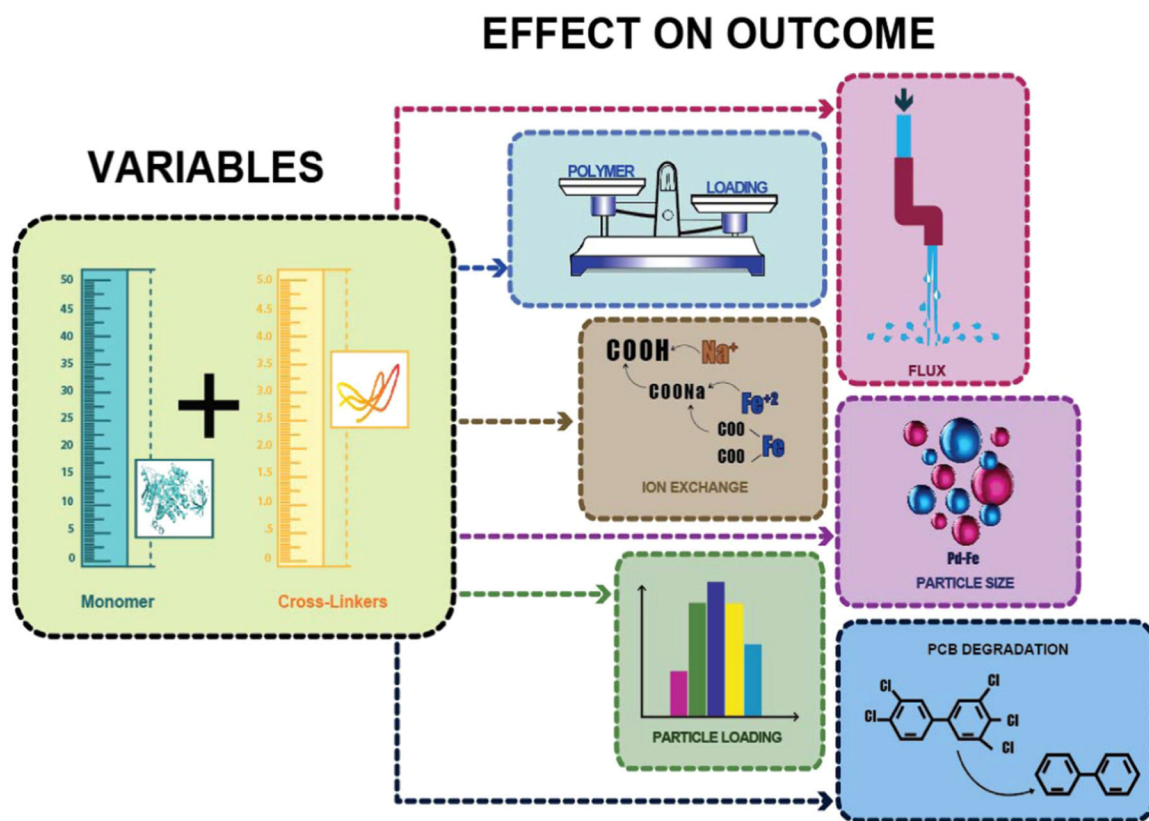 EFFECT ON OUTCOME
VARIABLES
50
45
40
35
30
25
20
15
10
.5
0
Monomer
5.0
4.5
4.0
3.5
3.0
2.5
2.0
1.5
1.0
.5
.0
Cross-Linkers
POLYMER
LOADING
FLUX
COOH
Na+
COONa
Fe+2
COO
COO
Fe
ION EXCHANGE
Pd-Fe
PARTICLE SIZE
PARTICLE LOADING
PCB DEGRADATION
Cl
Cl
Cl
Cl
Cl